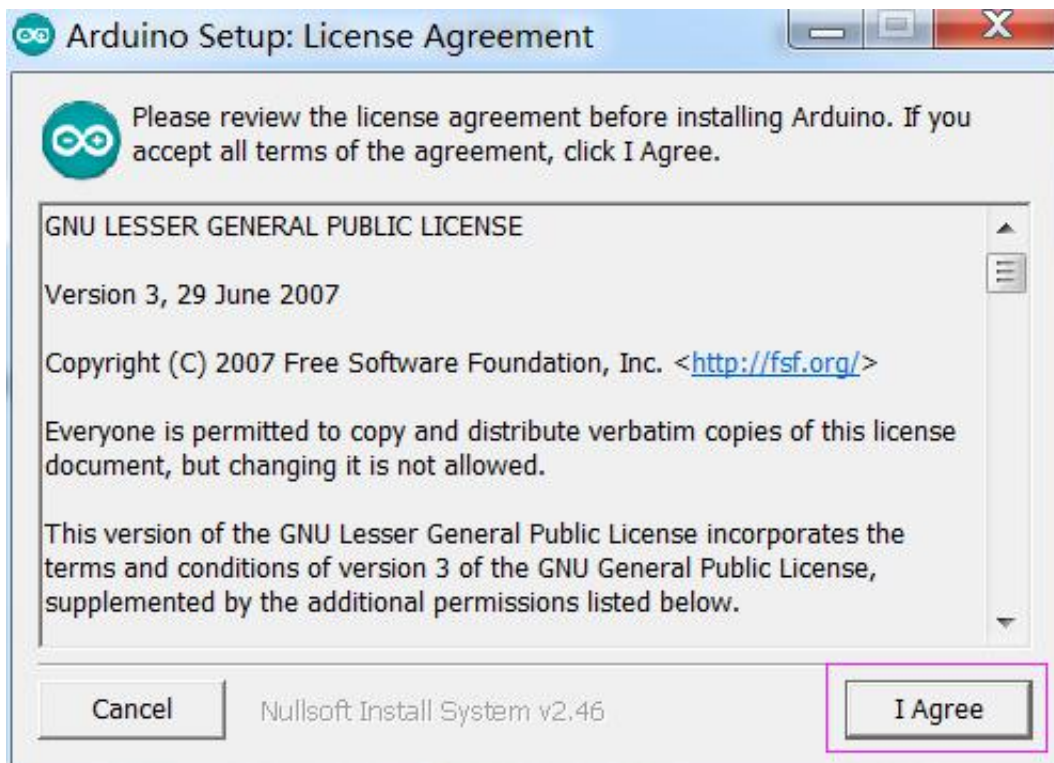 Arduino Setup: License Agreement
Please review the license agreement before installing Arduino. If you
accept all terms of the agreement, click I Agree.
GNU LESSER GENERAL PUBLIC LICENSE
Version 3, 29 June 2007
Copyright (C) 2007 Free Software Foundation, Inc. <http://fsf.org/>
Everyone is permitted to copy and distribute verbatim copies of this license
document, but changing it is not allowed.
This version of the GNU Lesser General Public License incorporates the
terms and conditions of version 3 of the GNU General Public License,
supplemented by the additional permissions listed below.
Cancel
Nullsoft Install System v2.46
I Agree